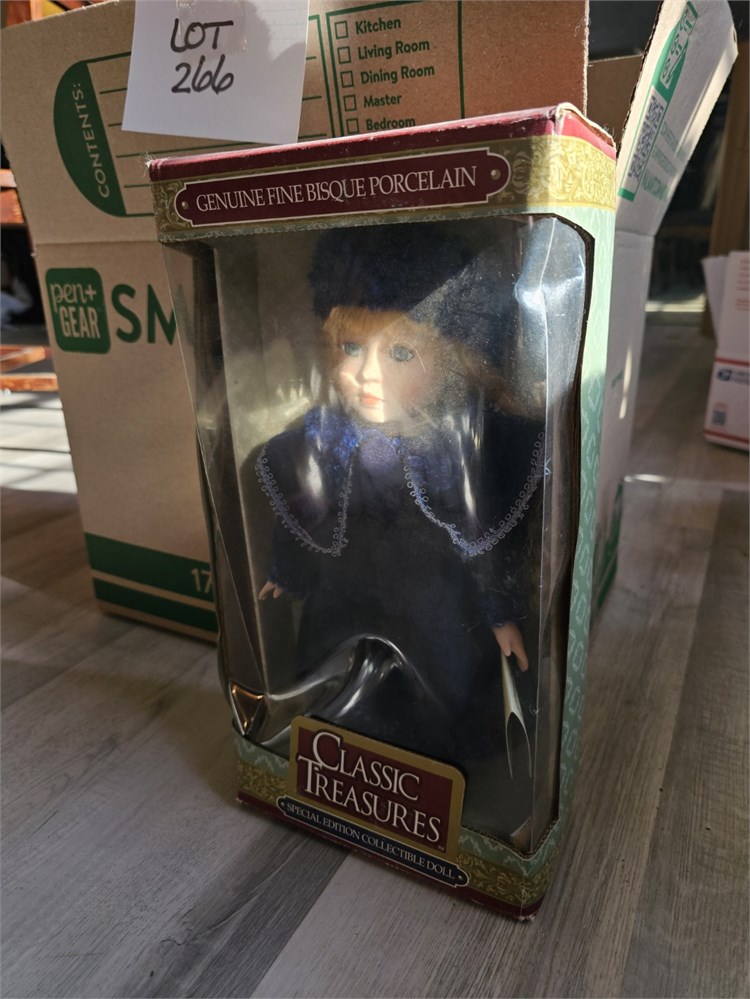 LOT
266
CONTENTS:
Kitchen
Living Room
Dining Room
Master
Bedroom
pen+
GEAR
SM
17
GENUINE FINE BISQUE PORCELAIN
CLASSIC
TREASURES
SPECIAL EDITION COLLECTIBLE DOLL